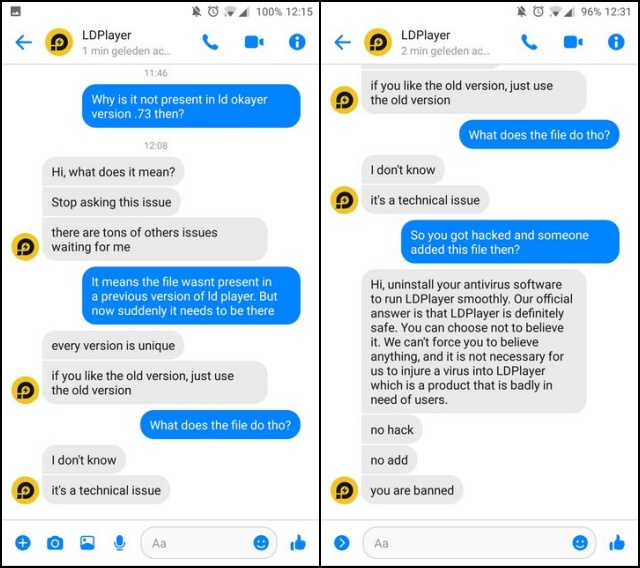 100% 12:15
LDPlayer
1 min geleden ac...
11:46
Why is it not present in ld okayer
version .73 then?
12:08
Hi, what does it mean?
Stop asking this issue
there are tons of others issues
waiting for me
It means the file wasnt present in
a previous version of ld player. But
now suddenly it needs to be there
every version is unique
if you like the old version, just use
the old version
What does the file do tho?
I don't know
it's a technical issue
Aa
96% 12:31
LDPlayer
2 min geleden ac...
if you like the old version, just use
the old version
What does the file do tho?
I don't know
it's a technical issue
So you got hacked and someone
added this file then?
Hi, uninstall your antivirus software
to run LDPlayer smoothly. Our official
answer is that LDPlayer is definitely
safe. You can choose not to believe
it. We can't force you to believe
anything, and it is not necessary for
us to injure a virus into LDPlayer
which is a product that is badly in
need of users.
no hack
no add
you are banned
Aa